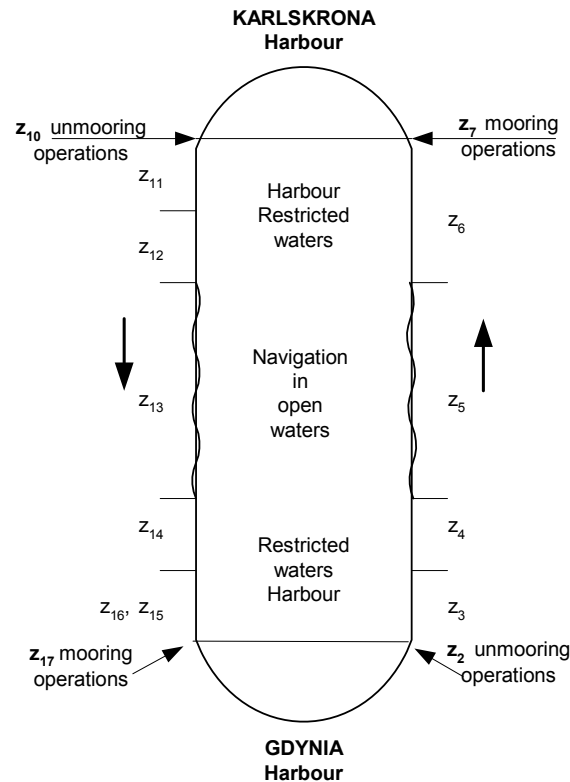 KARLSKRONA
Harbour
z10 unmooring
operations
z7 mooring
operations
z11
Harbour
Restricted
waters
z6
z12
Navigation
in
open
waters
z13
z5
z14
Restricted
waters
Harbour
z4
z16, z15
z3
z17 mooring
operations
z2 unmooring
operations
GDYNIA
Harbour